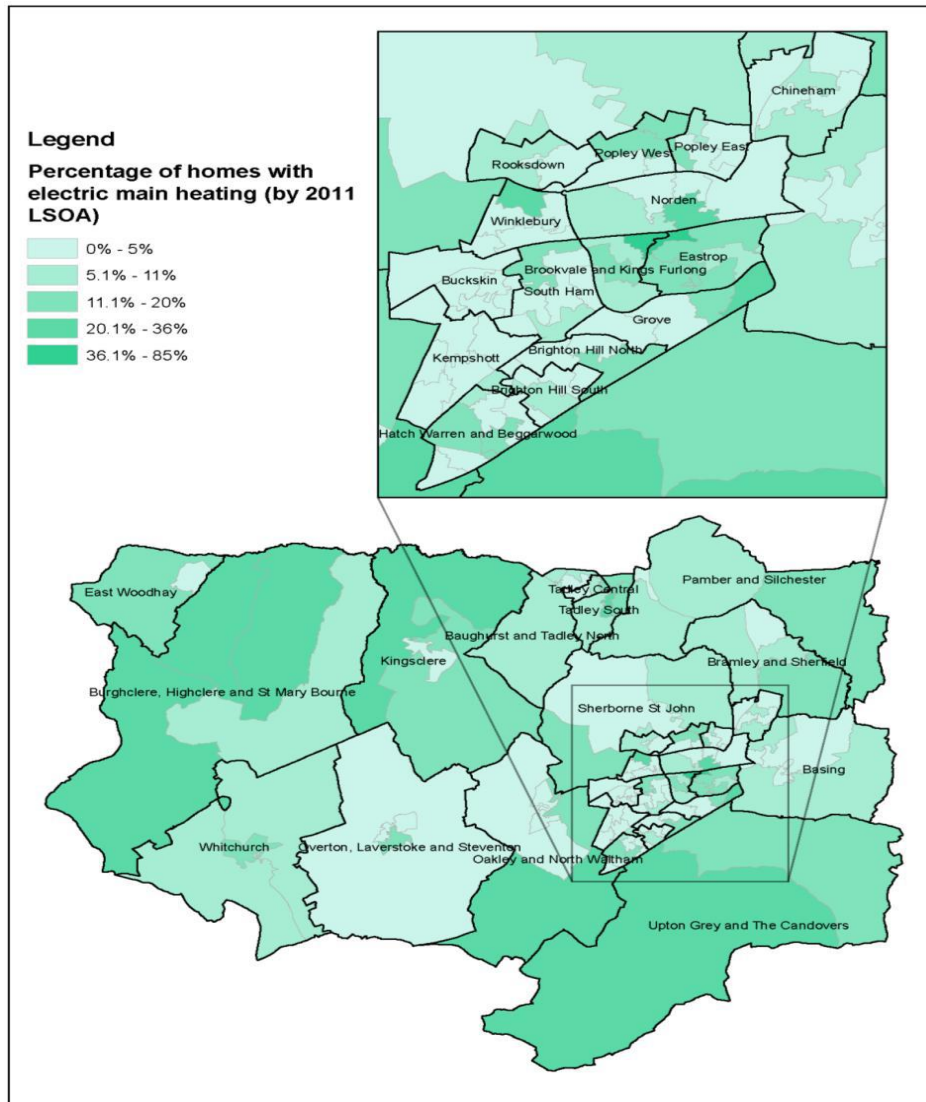 Legend
Percentage of homes with
electric main heating (by 2011
LSOA)
0% - 5%
5.1% - 11%
11.1% - 20%
20.1% - 36%
36.1% - 85%
Chineham
Popley East
Popley West
Rooksdown
Norden
Winklebury
Eastrop
Brookvale and Kings Furlong
Buckskin
South Ham
Grove
Brighton Hill North
Kempshott
Brighton Hill South
Hatch Warren and Beggarwood
Pamber and Silchester
East Woodhay
Tadley Central
Tadley South
Baughurst and Tadley North
Kingsclere
Bramley and Sherfield
Burghclere, Highclere and St Mary Bourne
Sherborne St John
Basing
Whitchurch
Overton, Laverstoke and Steventon
Oakley and North Waltham
Upton Grey and The Candovers